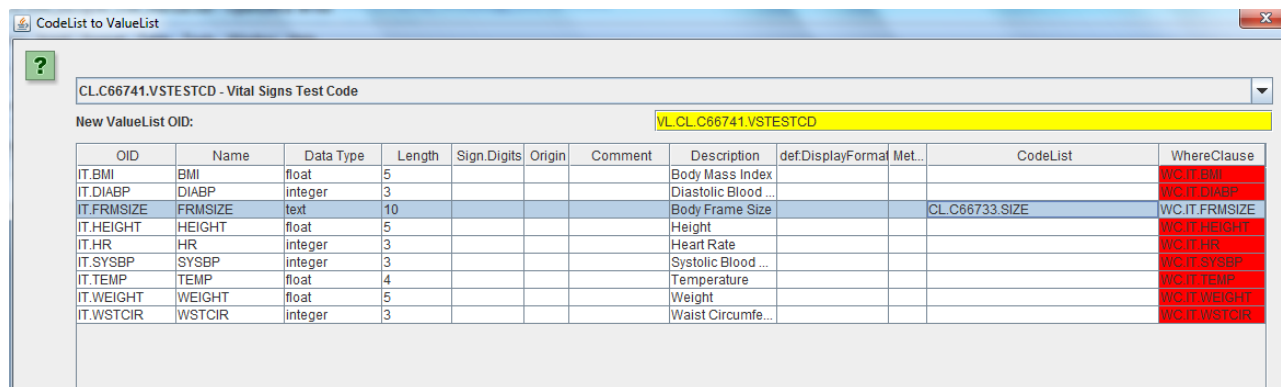 CodeList to ValueList
x
?
CL.C66741.VSTESTCD - Vital Signs Test Code
New ValueList OID: VL.CL.C66741.VSTESTCD
OID Name Data Type Length Sign.Digits Origin Comment Description def:DisplayFormat Met... CodeList WhereClause
IT.BMI BMI float 5 Body Mass Index WC.IT.BMI
IT.DIABP DIABP integer 3 Diastolic Blood ... WC.IT.DIABP
IT.FRMSIZE FRMSIZE text 10 Body Frame Size CL.C66733.SIZE WC.IT.FRMSIZE
IT.HEIGHT HEIGHT float 5 Height WC.IT.HEIGHT
IT.HR HR integer 3 Heart Rate WC.IT.HR
IT.SYSBP SYSBP integer 3 Systolic Blood ... WC.IT.SYSBP
IT.TEMP TEMP float 4 Temperature WC.IT.TEMP
IT.WEIGHT WEIGHT float 5 Weight WC.IT.WEIGHT
IT.WSTCIR WSTCIR integer 3 Waist Circumfe... WC.IT.WSTCIR